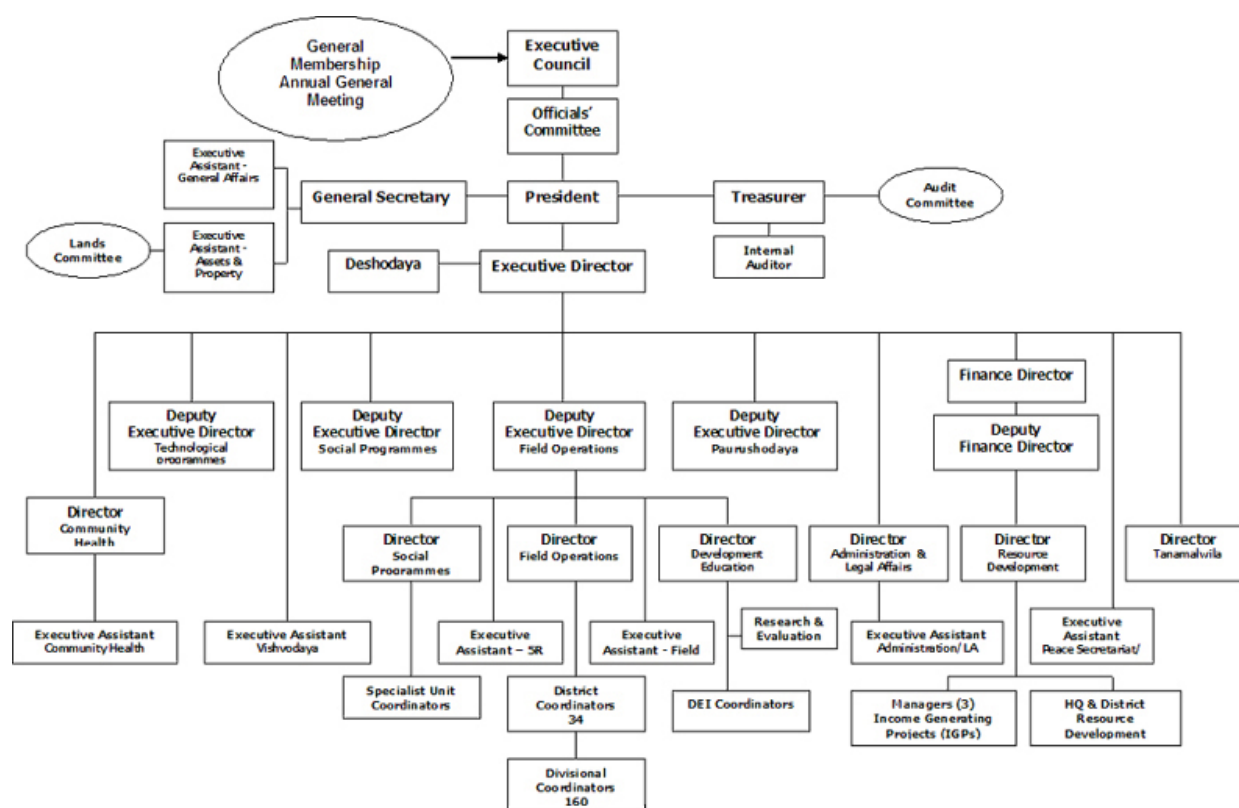 General
Membership
Annual General
Meeting
Executive
Council
Officials'
Committee
Executive
Assistant -
General Affairs
General Secretary
President
Treasurer
Audit
Committee
Lands
Committee
Executive
Assistant -
Assets &
Property
Deshodaya
Executive Director
Internal
Auditor
Finance Director
Deputy
Executive Director
Technological
programmes
Deputy
Executive Director
Social Programmes
Deputy
Executive Director
Field Operations
Deputy
Executive Director
Paurushodaya
Deputy
Finance Director
Director
Community
Health
Director
Social
Programmes
Director
Field Operations
Director
Development
Education
Director
Administration &
Legal Affairs
Director
Resource
Development
Director
Tanamalwila
Executive Assistant
Community Health
Executive Assistant
Vishvodaya
Executive
Assistant – SR
Executive
Assistant - Field
Research &
Evaluation
Executive Assistant
Administration/ LA
Executive
Assistant
Peace Secretariat/
Specialist Unit
Coordinators
District
Coordinators
34
DEI Coordinators
Managers (3)
Income Generating
Projects (IGPs)
HQ & District
Resource
Development
Divisional
Coordinators
160